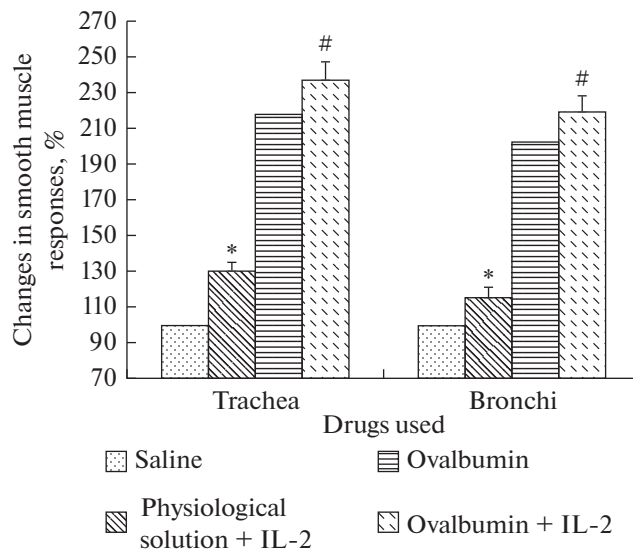 Changes in smooth muscle
responses, %
270
250
230
210
190
170
150
130
110
90
70
*
#
*
#
Trachea
Bronchi
Drugs used
Saline
Ovalbumin
Physiological
solution + IL-2
Ovalbumin + IL-2